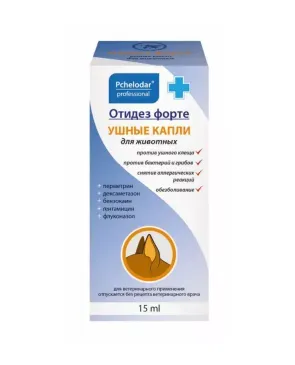 Pchelodar®
professional
Отидез форте
УШНЫЕ КАПЛИ
для животных
против ушного клеща
против бактерий и грибов
снятие аллергических
реакций
обезболивание
• перметрин
• дексаметазон
• бензокаин
• гентамицин
• флуконазол
для ветеринарного применения
отпускается без рецепта ветеринарного врача
15 ml